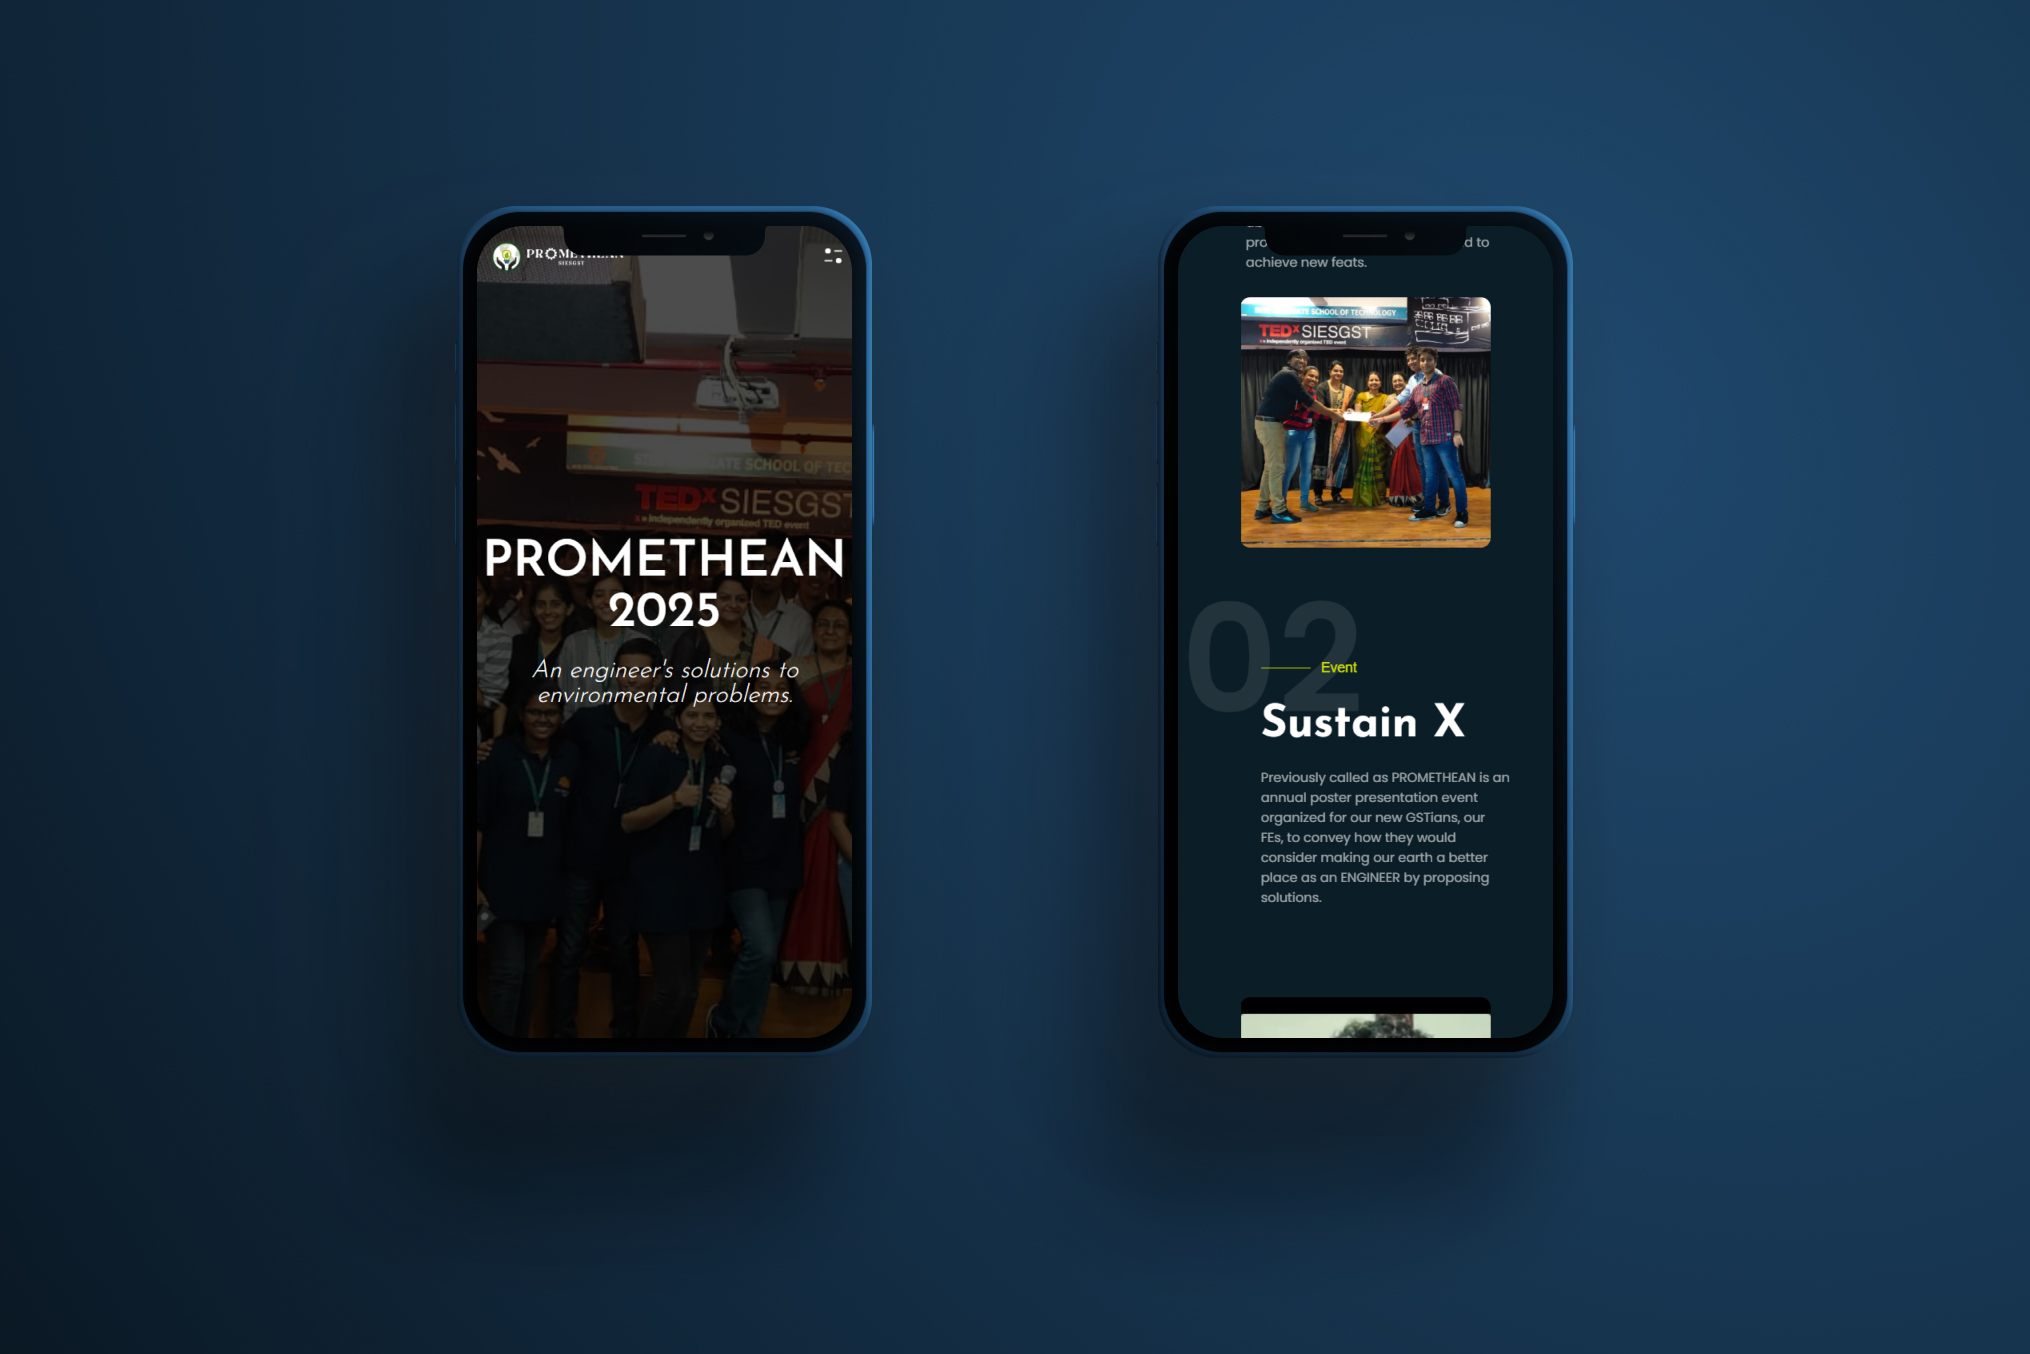 PROMETHEAN
SIESGST
GRADUATE SCHOOL OF TEC
TEDx SIESGST
x = independently organized TED event
PROMETHEAN
2025
An engineer's solutions to
environmental problems.
pro d to
achieve new feats.
SCHOOL OF TECHNOLOGY
TEDx SIESGST
x = independently organized TED event
02
Event
Sustain X
Previously called as PROMETHEAN is an
annual poster presentation event
organized for our new GSTians, our
FEs, to convey how they would
consider making our earth a better
place as an ENGINEER by proposing
solutions.